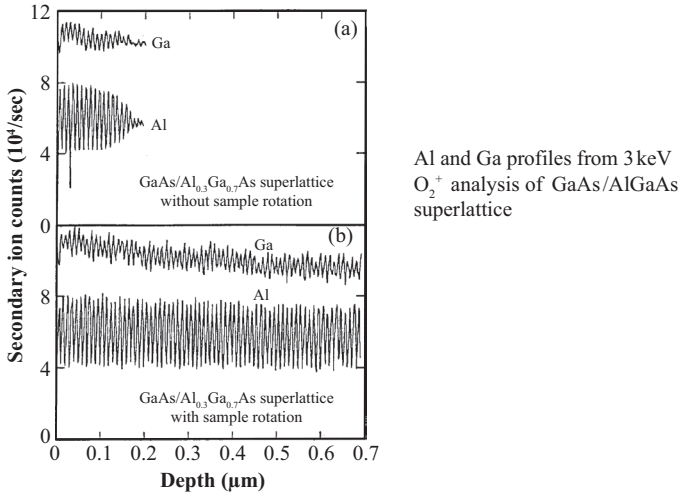 12
(a)
Ga
8
Al
4
GaAs/Al0.3Ga0.7As superlattice
without sample rotation
0
(b)
Ga
8
Al
4
GaAs/Al0.3Ga0.7As superlattice
with sample rotation
0
0 0.1 0.2 0.3 0.4 0.5 0.6 0.7
Depth (μm)
Secondary ion counts (10⁴/sec)
Al and Ga profiles from 3 keV
O₂⁺ analysis of GaAs/AlGaAs
superlattice